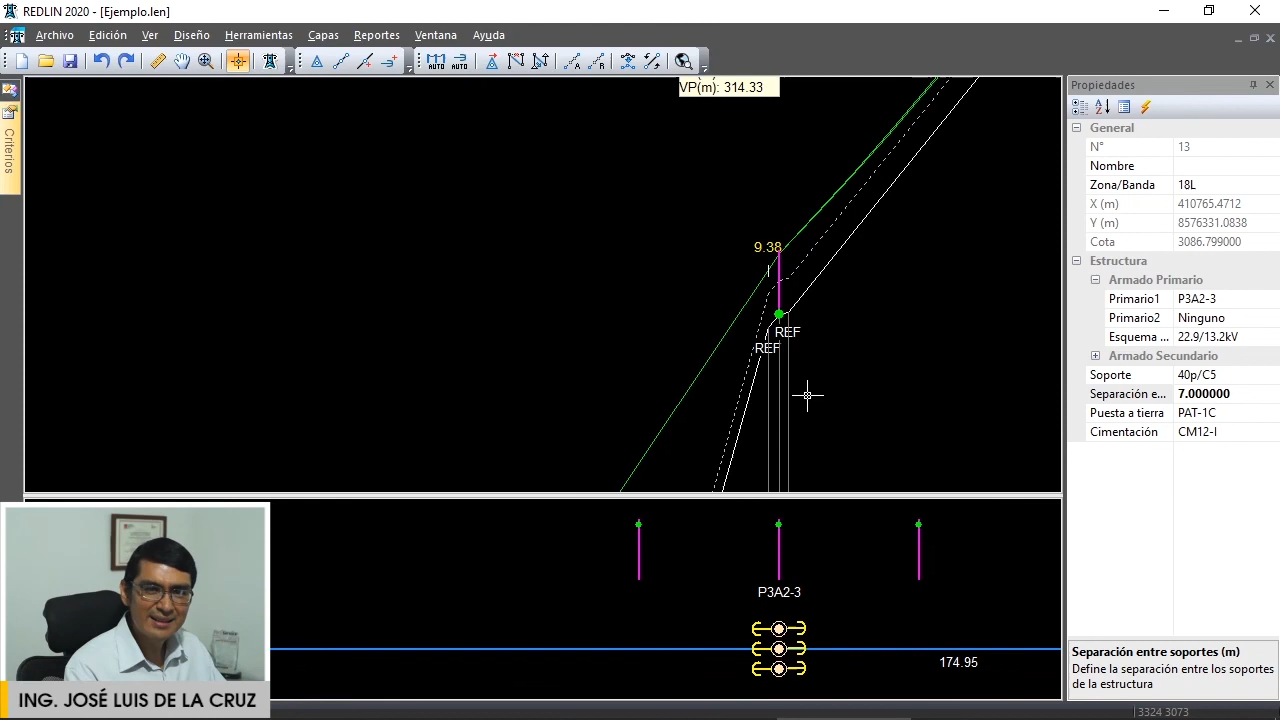 REDLIN 2020 - [Ejemplo.len]
Archivo Edición Ver Diseño Herramientas Capas Reportes Ventana Ayuda
AUTO AUTO
Criterios
VP(m): 314.33
9.38
REF
REF
P3A2-3
174.95
ING. JOSÉ LUIS DE LA CRUZ
Propiedades
General
N° 13
Nombre
Zona/Banda 18L
X (m) 410765.4712
Y (m) 8576331.0838
Cota 3086.799000
Estructura
Armado Primario
Primario1 P3A2-3
Primario2 Ninguno
Esquema ... 22.9/13.2kV
Armado Secundario
Soporte 40p/C5
Separación e... 7.000000
Puesta a tierra PAT-1C
Cimentación CM12-I
Separación entre soportes (m)
Define la separación entre los soportes
de la estructura
3324 3073